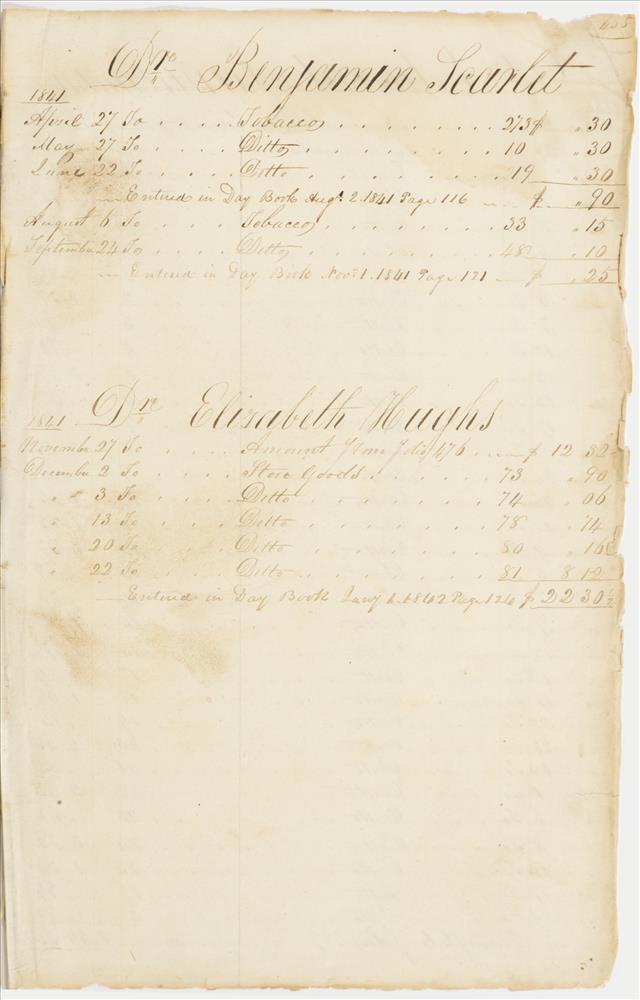 Dr. Benjamin Scarlet
1841
April 27 To . . . . Tobacco . . . . . . . 273 $ " 30
May 27 To . . . . Ditto . . . . . . . 10 " 30
June 22 To . . . . Ditto . . . . . . . 19 " 30
— Entered in Day Book Augt. 2. 1841 Page 116 — $ " 90
August 6 To . . . . Tobacco . . . . . . . 33 " 15
September 24 To . . . . Ditto . . . . . . . 48 " 10
— Entered in Day Book Novr. 1. 1841 Page 121 — $ " 25
1841 Dr. Elizabeth Hughs
November 27 To . . . . Amount from folio 476 . . . $ 12 32
December 2 To . . . . Store Goods . . . . . . 73 " 90
" " 3 To . . . . Ditto . . . . . . . 74 " 06
" 13 To . . . . Ditto . . . . . . . 78 " 74
" 20 To . . . . Ditto . . . . . . . 80 " 16
" 22 To . . . . Ditto . . . . . . . 81 8 12
— Entered in Day Book Jany 1842 Page 124 $ 22 30 1/2